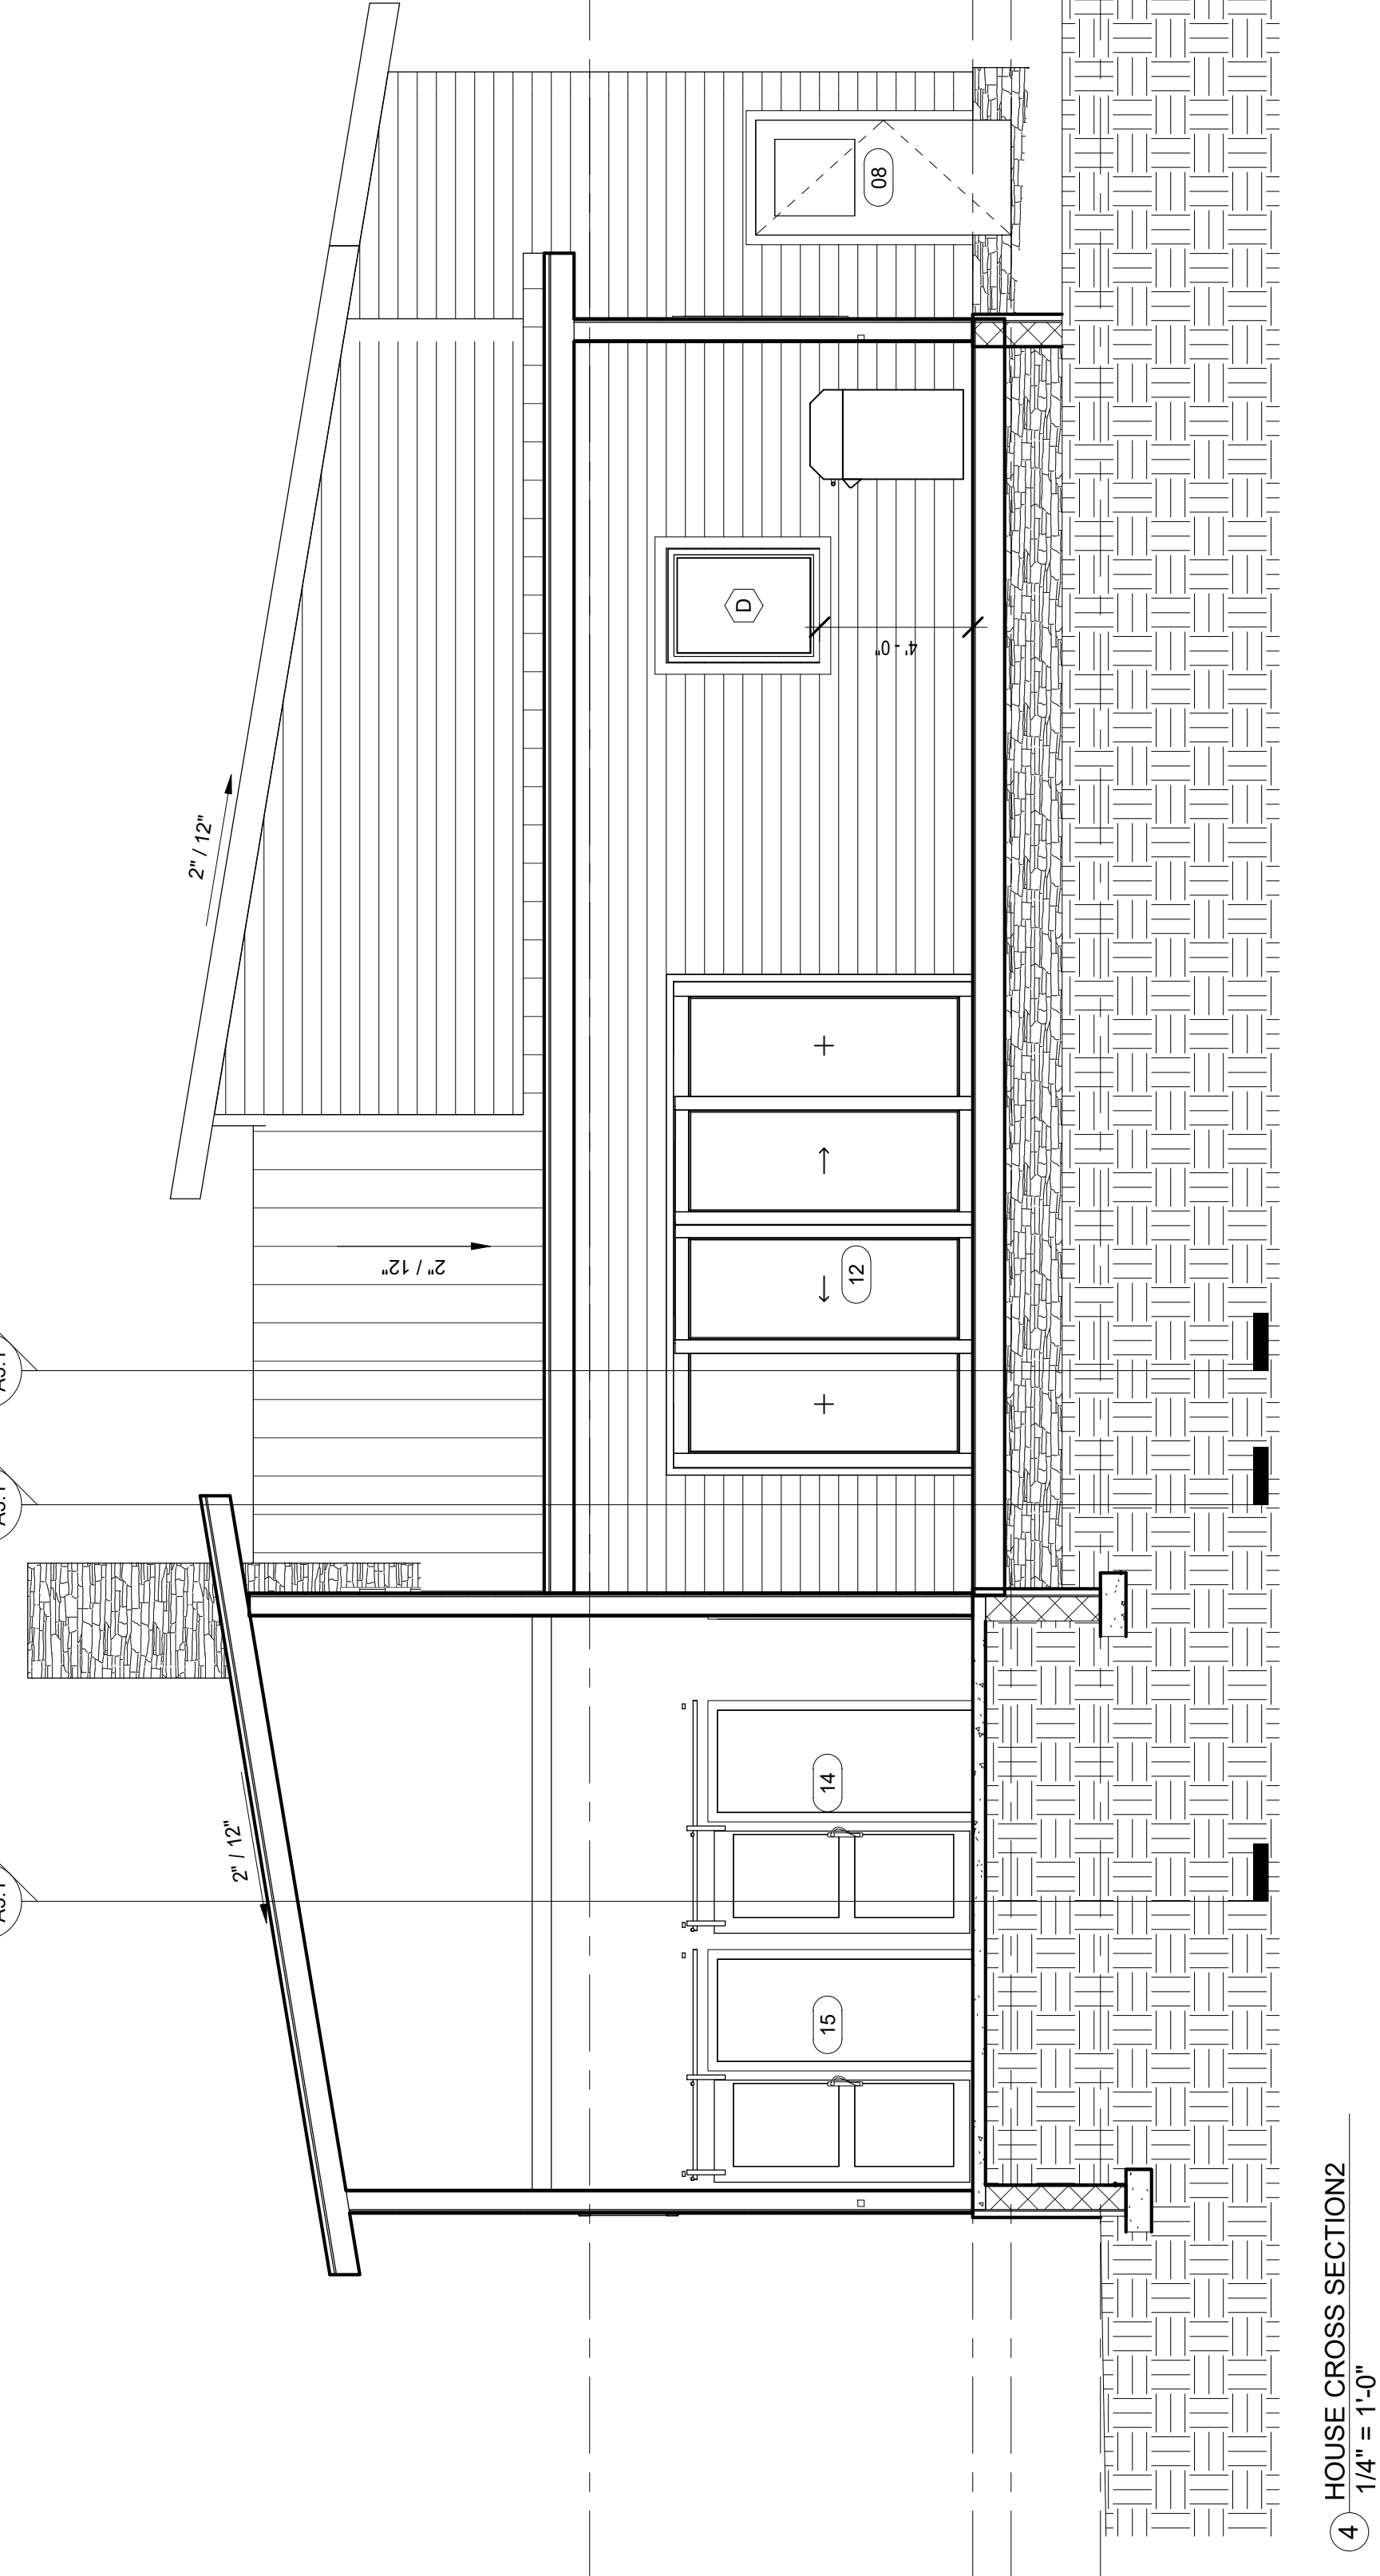 2" / 12"
2" / 12"
2" / 12"
D
4' - 0"
08
12
14
15
4
HOUSE CROSS SECTION2
1/4" = 1'-0"